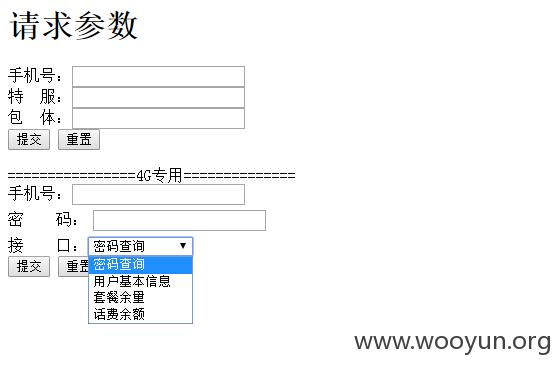 请求参数
手机号：
特　服：
包　体：
提交 重置
================4G专用==============
手机号：
密　　码：
接　　口： 密码查询
提交 重置
密码查询
用户基本信息
套餐余量
话费余额
www.wooyun.org